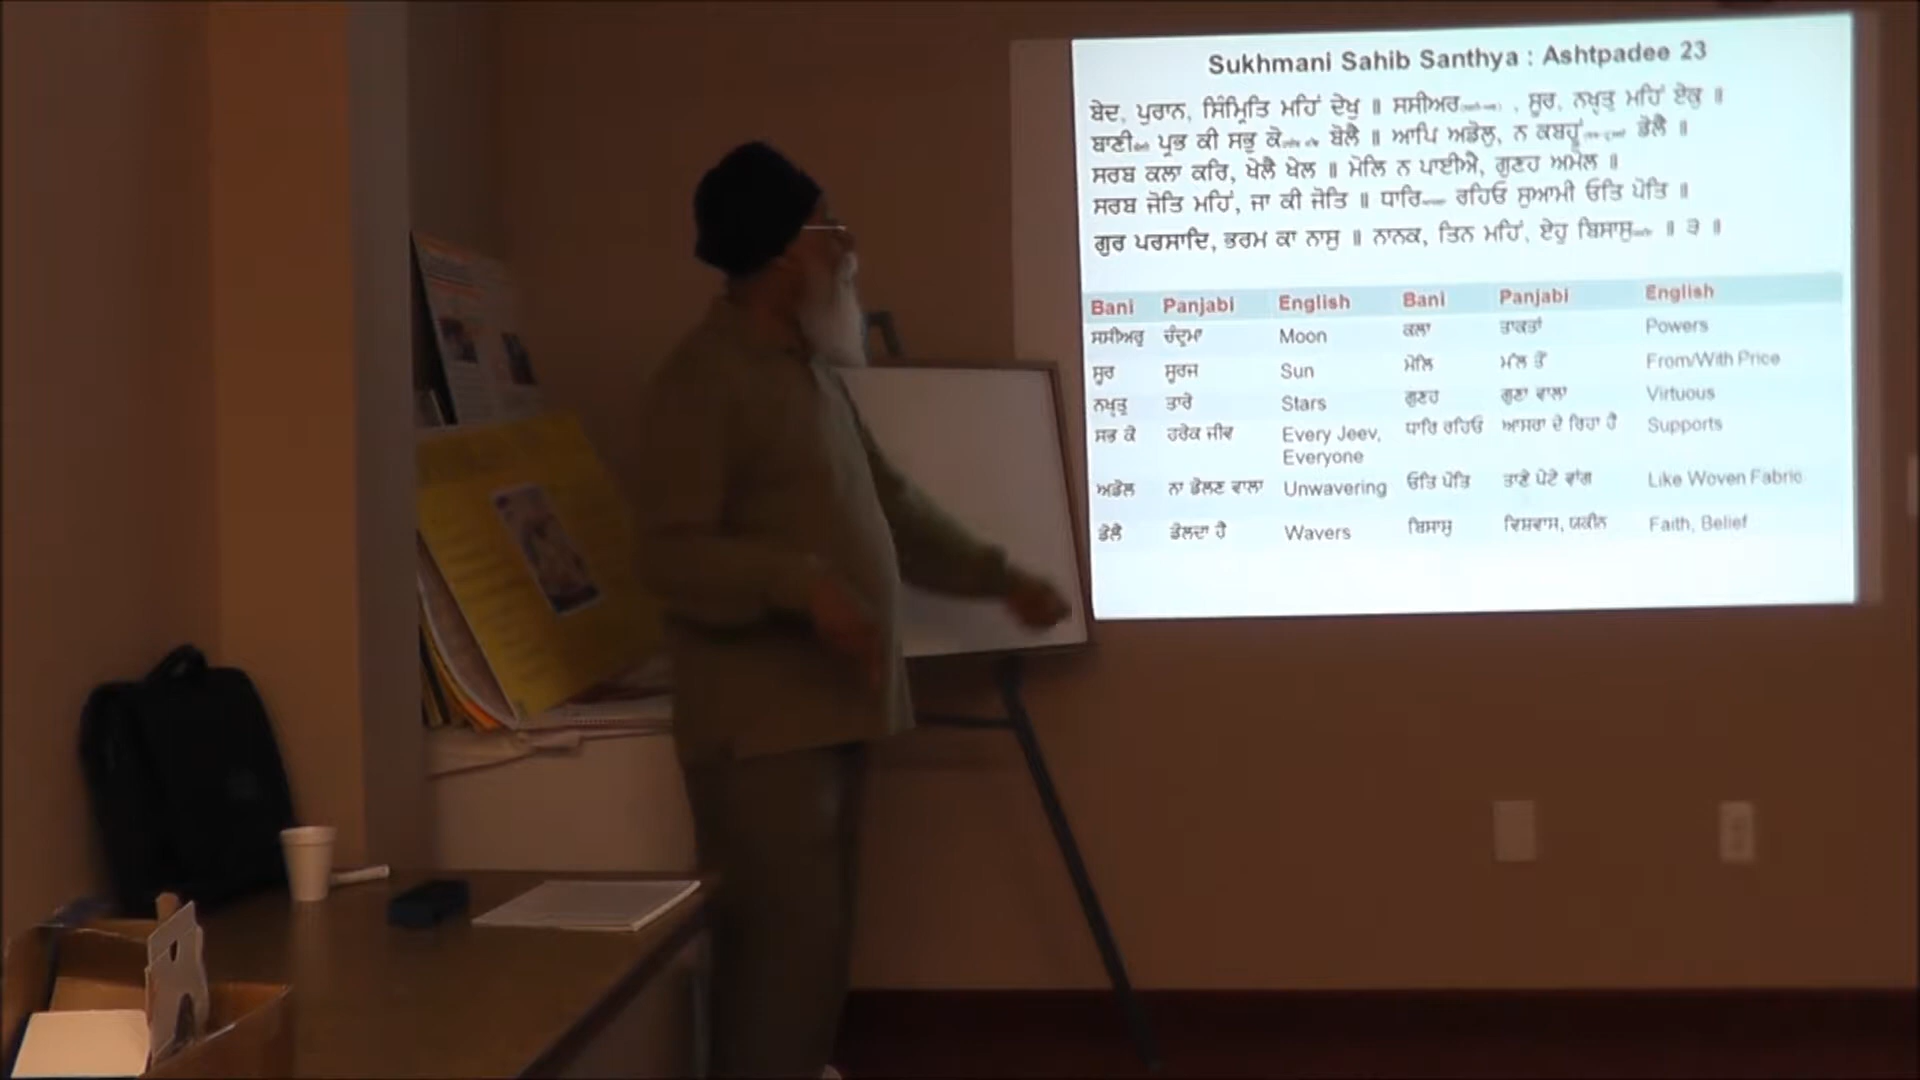 Sukhmani Sahib Santhya : Ashtpadee 23
ਬੇਦ, ਪੁਰਾਨ, ਸਿੰਮ੍ਰਿਤਿ ਮਹਿਂ ਦੇਖੁ ॥ ਸਸੀਅਰ , ਸੂਰ, ਨਖ੍ਯਤ੍ਰ ਮਹਿਂ ਏਕੁ ॥
ਬਾਣੀ ਪ੍ਰਭ ਕੀ ਸਭੁ ਕੋ ਬੋਲੈ ॥ ਆਪਿ ਅਡੋਲੁ, ਨ ਕਬਹੂੰ ਡੋਲੈ ॥
ਸਰਬ ਕਲਾ ਕਰਿ, ਖੇਲੈ ਖੇਲ ॥ ਮੋਲਿ ਨ ਪਾਈਐ, ਗੁਣਹ ਅਮੋਲ ॥
ਸਰਬ ਜੋਤਿ ਮਹਿਂ, ਜਾ ਕੀ ਜੋਤਿ ॥ ਧਾਰਿ ਰਹਿਓ ਸੁਆਮੀ ਓਤਿ ਪੋਤਿ ॥
ਗੁਰ ਪਰਸਾਦਿ, ਭਰਮ ਕਾ ਨਾਸੁ ॥ ਨਾਨਕ, ਤਿਨ ਮਹਿਂ, ਏਹੁ ਬਿਸਾਸੁ ॥ ੩ ॥
Bani Panjabi English Bani Panjabi English
ਸਸੀਅਰੁ ਚੰਦ੍ਰਮਾ Moon ਕਲਾ ਤਾਕਤਾਂ Powers
ਸੂਰ ਸੂਰਜ Sun ਮੋਲਿ ਮੁੱਲ ਤੋਂ From/With Price
ਨਖ੍ਯਤ੍ਰ ਤਾਰੇ Stars ਗੁਣਹ ਗੁਣਾ ਵਾਲਾ Virtuous
ਸਭ ਕੋ ਹਰੇਕ ਜੀਵ Every Jeev, Everyone ਧਾਰਿ ਰਹਿਓ ਆਸਰਾ ਦੇ ਰਿਹਾ ਹੈ Supports
ਅਡੋਲ ਨਾ ਡੋਲਣ ਵਾਲਾ Unwavering ਓਤਿ ਪੋਤਿ ਤਾਣੇ ਪੇਟੇ ਵਾਂਗ Like Woven Fabric
ਡੋਲੈ ਡੋਲਦਾ ਹੈ Wavers ਬਿਸਾਸੁ ਵਿਸ਼ਵਾਸ, ਯਕੀਨ Faith, Belief